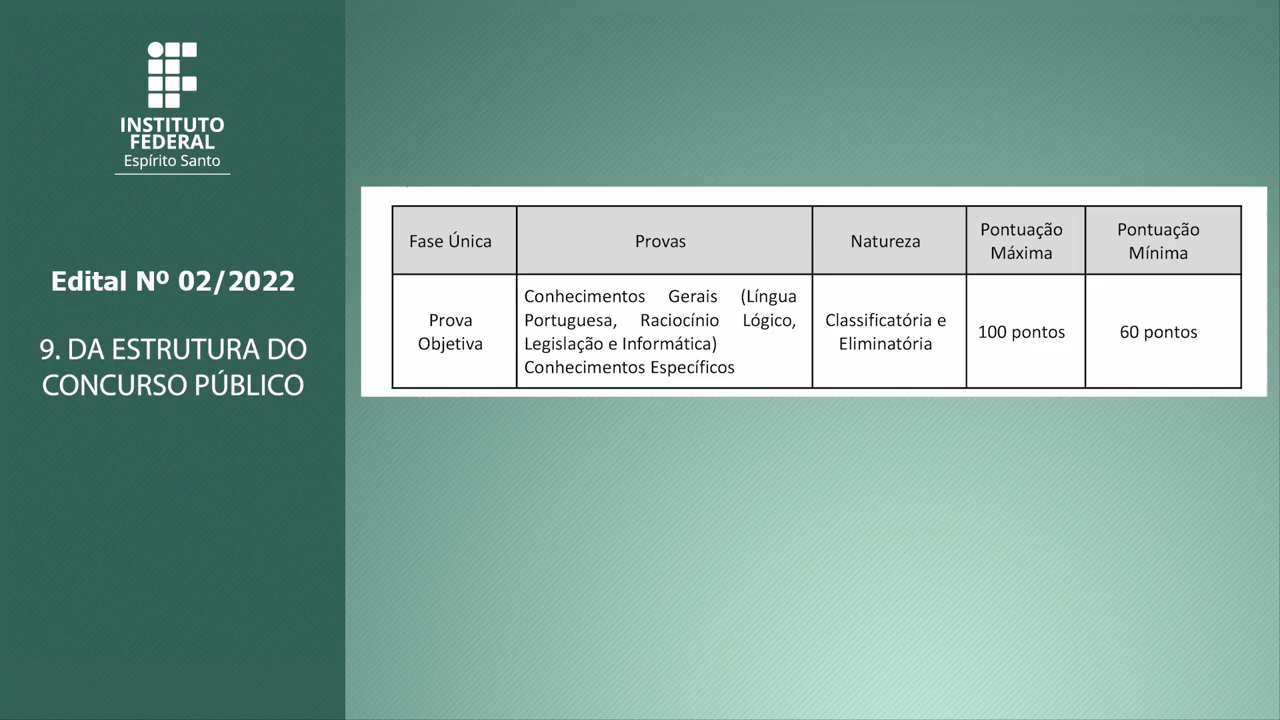 INSTITUTO
FEDERAL
Espírito Santo
Edital Nº 02/2022
9. DA ESTRUTURA DO
CONCURSO PÚBLICO
Fase Única
Provas
Natureza
Pontuação
Máxima
Pontuação
Mínima
Prova
Objetiva
Conhecimentos Gerais (Língua
Portuguesa, Raciocínio Lógico,
Legislação e Informática)
Conhecimentos Específicos
Classificatória e
Eliminatória
100 pontos
60 pontos